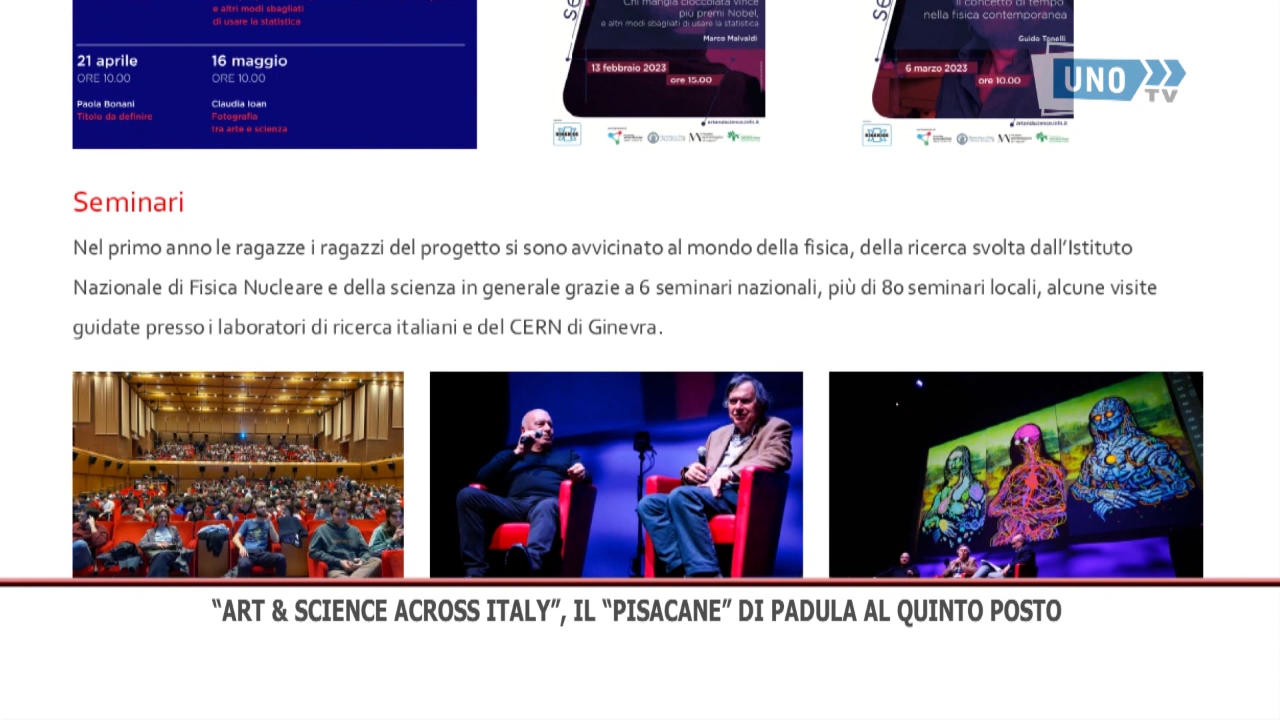 e altri modi sbagliati
di usare la statistica
21 aprile
ORE 10.00
Paola Bonani
Titolo da definire
16 maggio
ORE 10.00
Claudia Ioan
Fotografia
tra arte e scienza
Chi mangia cioccolata vince
più premi Nobel,
e altri modi sbagliati di usare la statistica
Marco Malvaldi
13 febbraio 2023
ore 15.00
Il concetto di tempo
nella fisica contemporanea
Guido Tonelli
6 marzo 2023
ore 10.00
UNO
TV
Seminari
Nel primo anno le ragazze i ragazzi del progetto si sono avvicinato al mondo della fisica, della ricerca svolta dall'Istituto
Nazionale di Fisica Nucleare e della scienza in generale grazie a 6 seminari nazionali, più di 80 seminari locali, alcune visite
guidate presso i laboratori di ricerca italiani e del CERN di Ginevra.
“ART & SCIENCE ACROSS ITALY”, IL “PISACANE” DI PADULA AL QUINTO POSTO